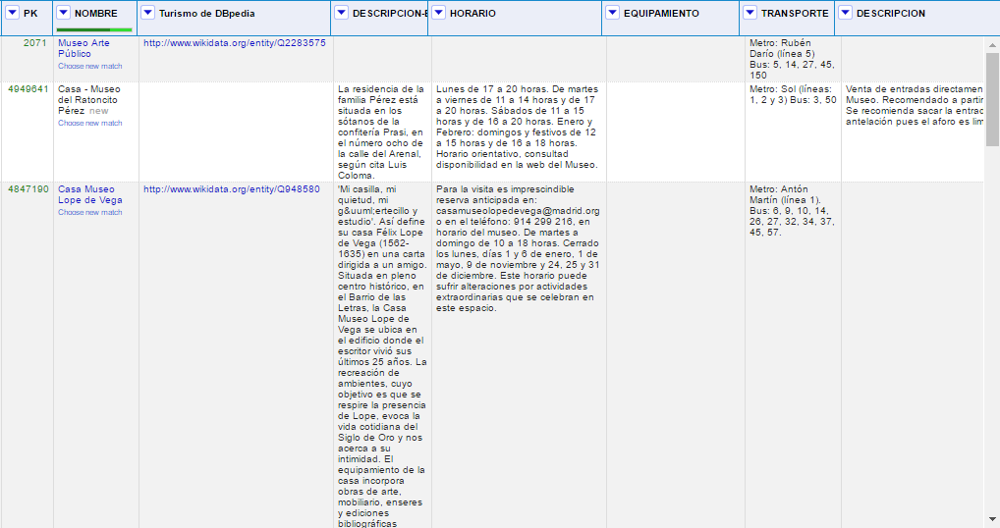 PK
NOMBRE
Turismo de DBpedia
DESCRIPCION-E
HORARIO
EQUIPAMIENTO
TRANSPORTE
DESCRIPCION
2071
Museo Arte
Público
Choose new match
http://www.wikidata.org/entity/Q2283575
Metro: Rubén
Darío (línea 5)
Bus: 5, 14, 27, 45,
150
4949641
Casa - Museo
del Ratoncito
Pérez new
Choose new match
La residencia de la
familia Pérez está
situada en los
sótanos de la
confitería Prasi, en
el número ocho de
la calle del Arenal,
según cita Luis
Coloma.
Lunes de 17 a 20 horas. De martes
a viernes de 11 a 14 horas y de 17
a 20 horas. Sábados de 11 a 15
horas y de 16 a 20 horas. Enero y
Febrero: domingos y festivos de 12
a 15 horas y de 16 a 18 horas.
Horario orientativo, consultad
disponibilidad en la web del Museo.
Metro: Sol (líneas:
1, 2 y 3) Bus: 3, 50
Venta de entradas directamen
Museo. Recomendado a partir
Se recomienda sacar la entrad
antelación pues el aforo es lim
4847190
Casa Museo
Lope de Vega
Choose new match
http://www.wikidata.org/entity/Q948580
'Mi casilla, mi
quietud, mi
g&uuml;ertecillo y
estudio'. Así define
su casa Félix Lope
de Vega (1562-
1635) en una carta
dirigida a un amigo.
Situada en pleno
centro histórico, en
el Barrio de las
Letras, la Casa
Museo Lope de
Vega se ubica en
el edificio donde el
escritor vivió sus
últimos 25 años. La
recreación de
ambientes, cuyo
objetivo es que se
respire la presencia
de Lope, evoca la
vida cotidiana del
Siglo de Oro y nos
acerca a su
intimidad. El
equipamiento de la
casa incorpora
obras de arte,
mobiliario, enseres
y ediciones
bibliográficas
Para la visita es imprescindible
reserva anticipada en:
casamuseolopedevega@madrid.org
o en el teléfono: 914 299 216, en
horario del museo. De martes a
domingo de 10 a 18 horas. Cerrado
los lunes, días 1 y 6 de enero, 1 de
mayo, 9 de noviembre y 24, 25 y 31
de diciembre. Este horario puede
sufrir alteraciones por actividades
extraordinarias que se celebran en
este espacio.
Metro: Antón
Martín (línea 1).
Bus: 6, 9, 10, 14,
26, 27, 32, 34, 37,
45, 57.